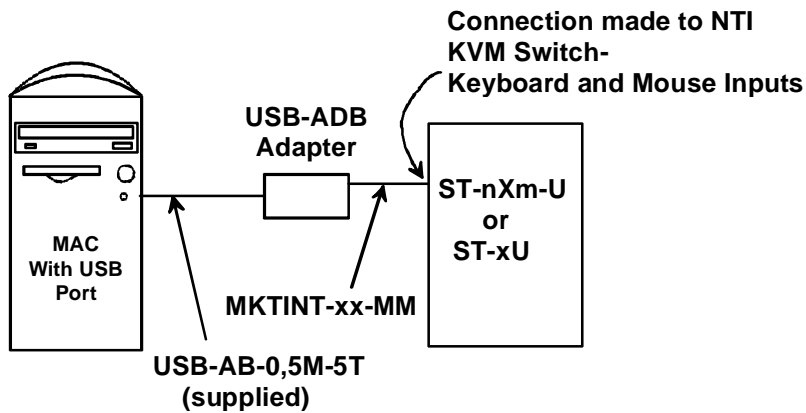 Connection made to NTI
KVM Switch-
Keyboard and Mouse Inputs
USB-ADB
Adapter
ST-nXm-U
or
ST-xU
MAC
With USB
Port
MKTINT-xx-MM
USB-AB-0,5M-5T
(supplied)